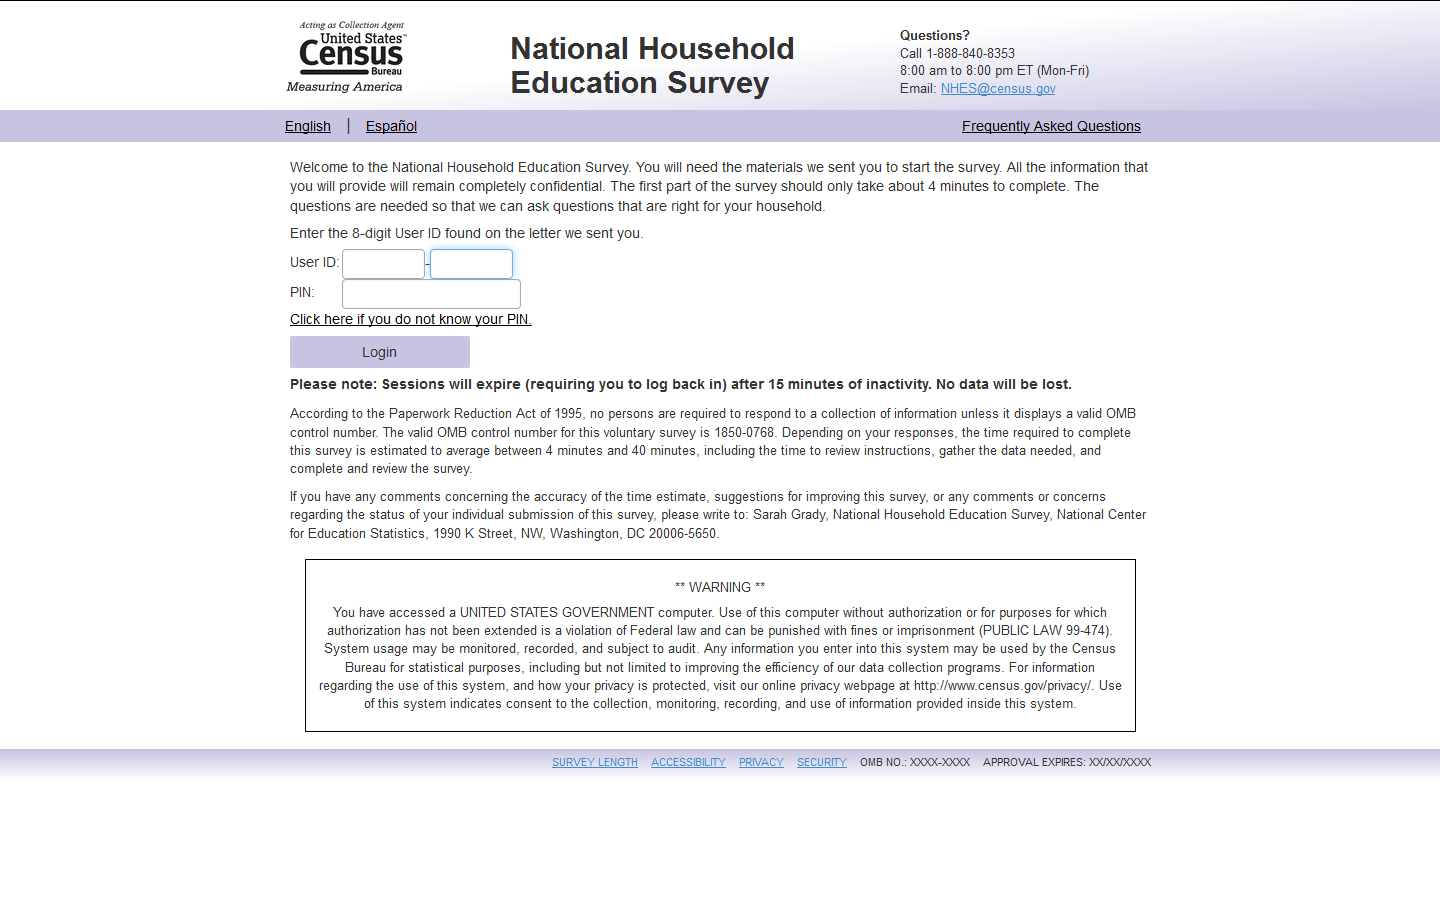 Acting as Collection Agent
United States™
Census
Bureau
Measuring America
National Household
Education Survey
Questions?
Call 1-888-840-8353
8:00 am to 8:00 pm ET (Mon-Fri)
Email: NHES@census.gov
English | Español
Frequently Asked Questions
Welcome to the National Household Education Survey. You will need the materials we sent you to start the survey. All the information that
you will provide will remain completely confidential. The first part of the survey should only take about 4 minutes to complete. The
questions are needed so that we can ask questions that are right for your household.
Enter the 8-digit User ID found on the letter we sent you.
User ID: -
PIN:
Click here if you do not know your PIN.
Login
Please note: Sessions will expire (requiring you to log back in) after 15 minutes of inactivity. No data will be lost.
According to the Paperwork Reduction Act of 1995, no persons are required to respond to a collection of information unless it displays a valid OMB
control number. The valid OMB control number for this voluntary survey is 1850-0768. Depending on your responses, the time required to complete
this survey is estimated to average between 4 minutes and 40 minutes, including the time to review instructions, gather the data needed, and
complete and review the survey.
If you have any comments concerning the accuracy of the time estimate, suggestions for improving this survey, or any comments or concerns
regarding the status of your individual submission of this survey, please write to: Sarah Grady, National Household Education Survey, National Center
for Education Statistics, 1990 K Street, NW, Washington, DC 20006-5650.
** WARNING **
You have accessed a UNITED STATES GOVERNMENT computer. Use of this computer without authorization or for purposes for which
authorization has not been extended is a violation of Federal law and can be punished with fines or imprisonment (PUBLIC LAW 99-474).
System usage may be monitored, recorded, and subject to audit. Any information you enter into this system may be used by the Census
Bureau for statistical purposes, including but not limited to improving the efficiency of our data collection programs. For information
regarding the use of this system, and how your privacy is protected, visit our online privacy webpage at http://www.census.gov/privacy/. Use
of this system indicates consent to the collection, monitoring, recording, and use of information provided inside this system.
SURVEY LENGTH ACCESSIBILITY PRIVACY SECURITY OMB NO.: XXXX-XXXX APPROVAL EXPIRES: XX/XX/XXXX